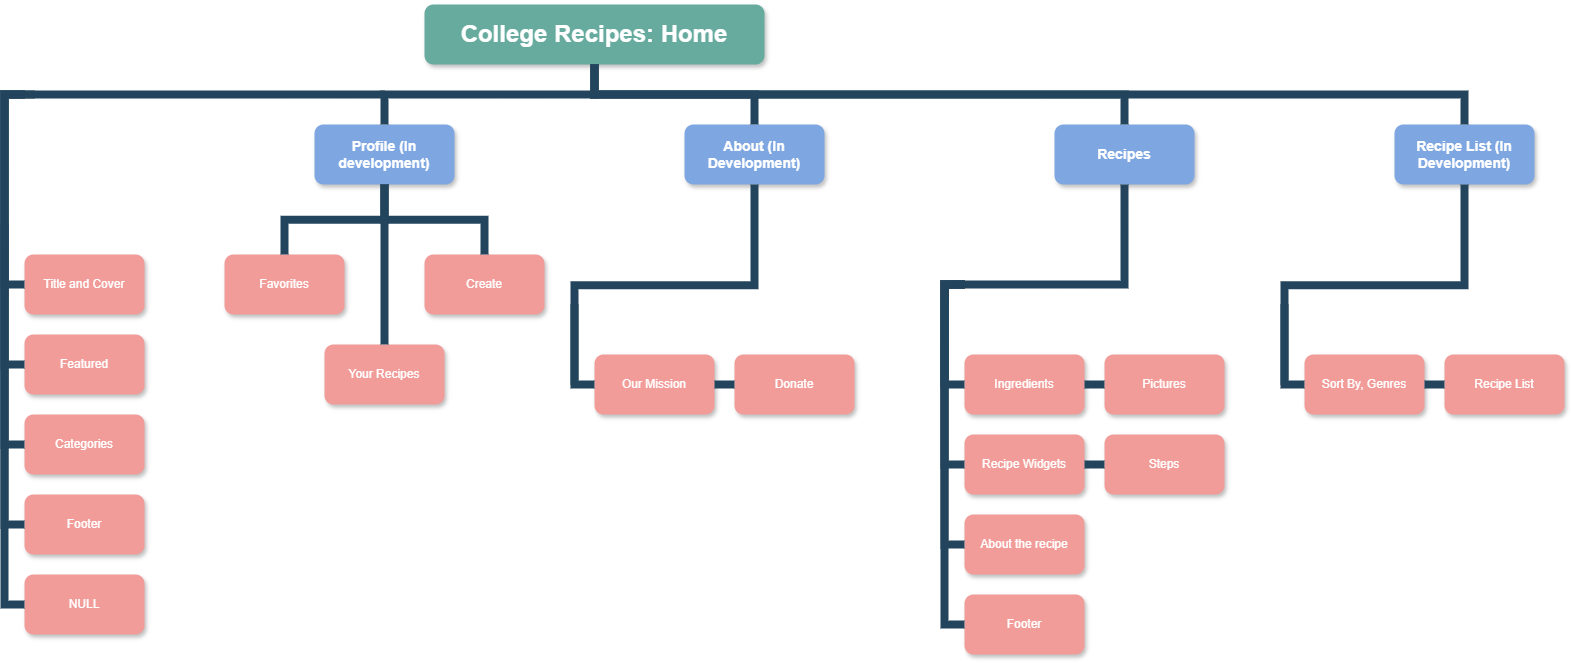 College Recipes: Home
Profile (In
development)
About (In
Development)
Recipes
Recipe List (In
Development)
Title and Cover
Favorites
Create
Featured
Your Recipes
Our Mission
Donate
Ingredients
Pictures
Sort By, Genres
Recipe List
Categories
Recipe Widgets
Steps
Footer
About the recipe
NULL
Footer